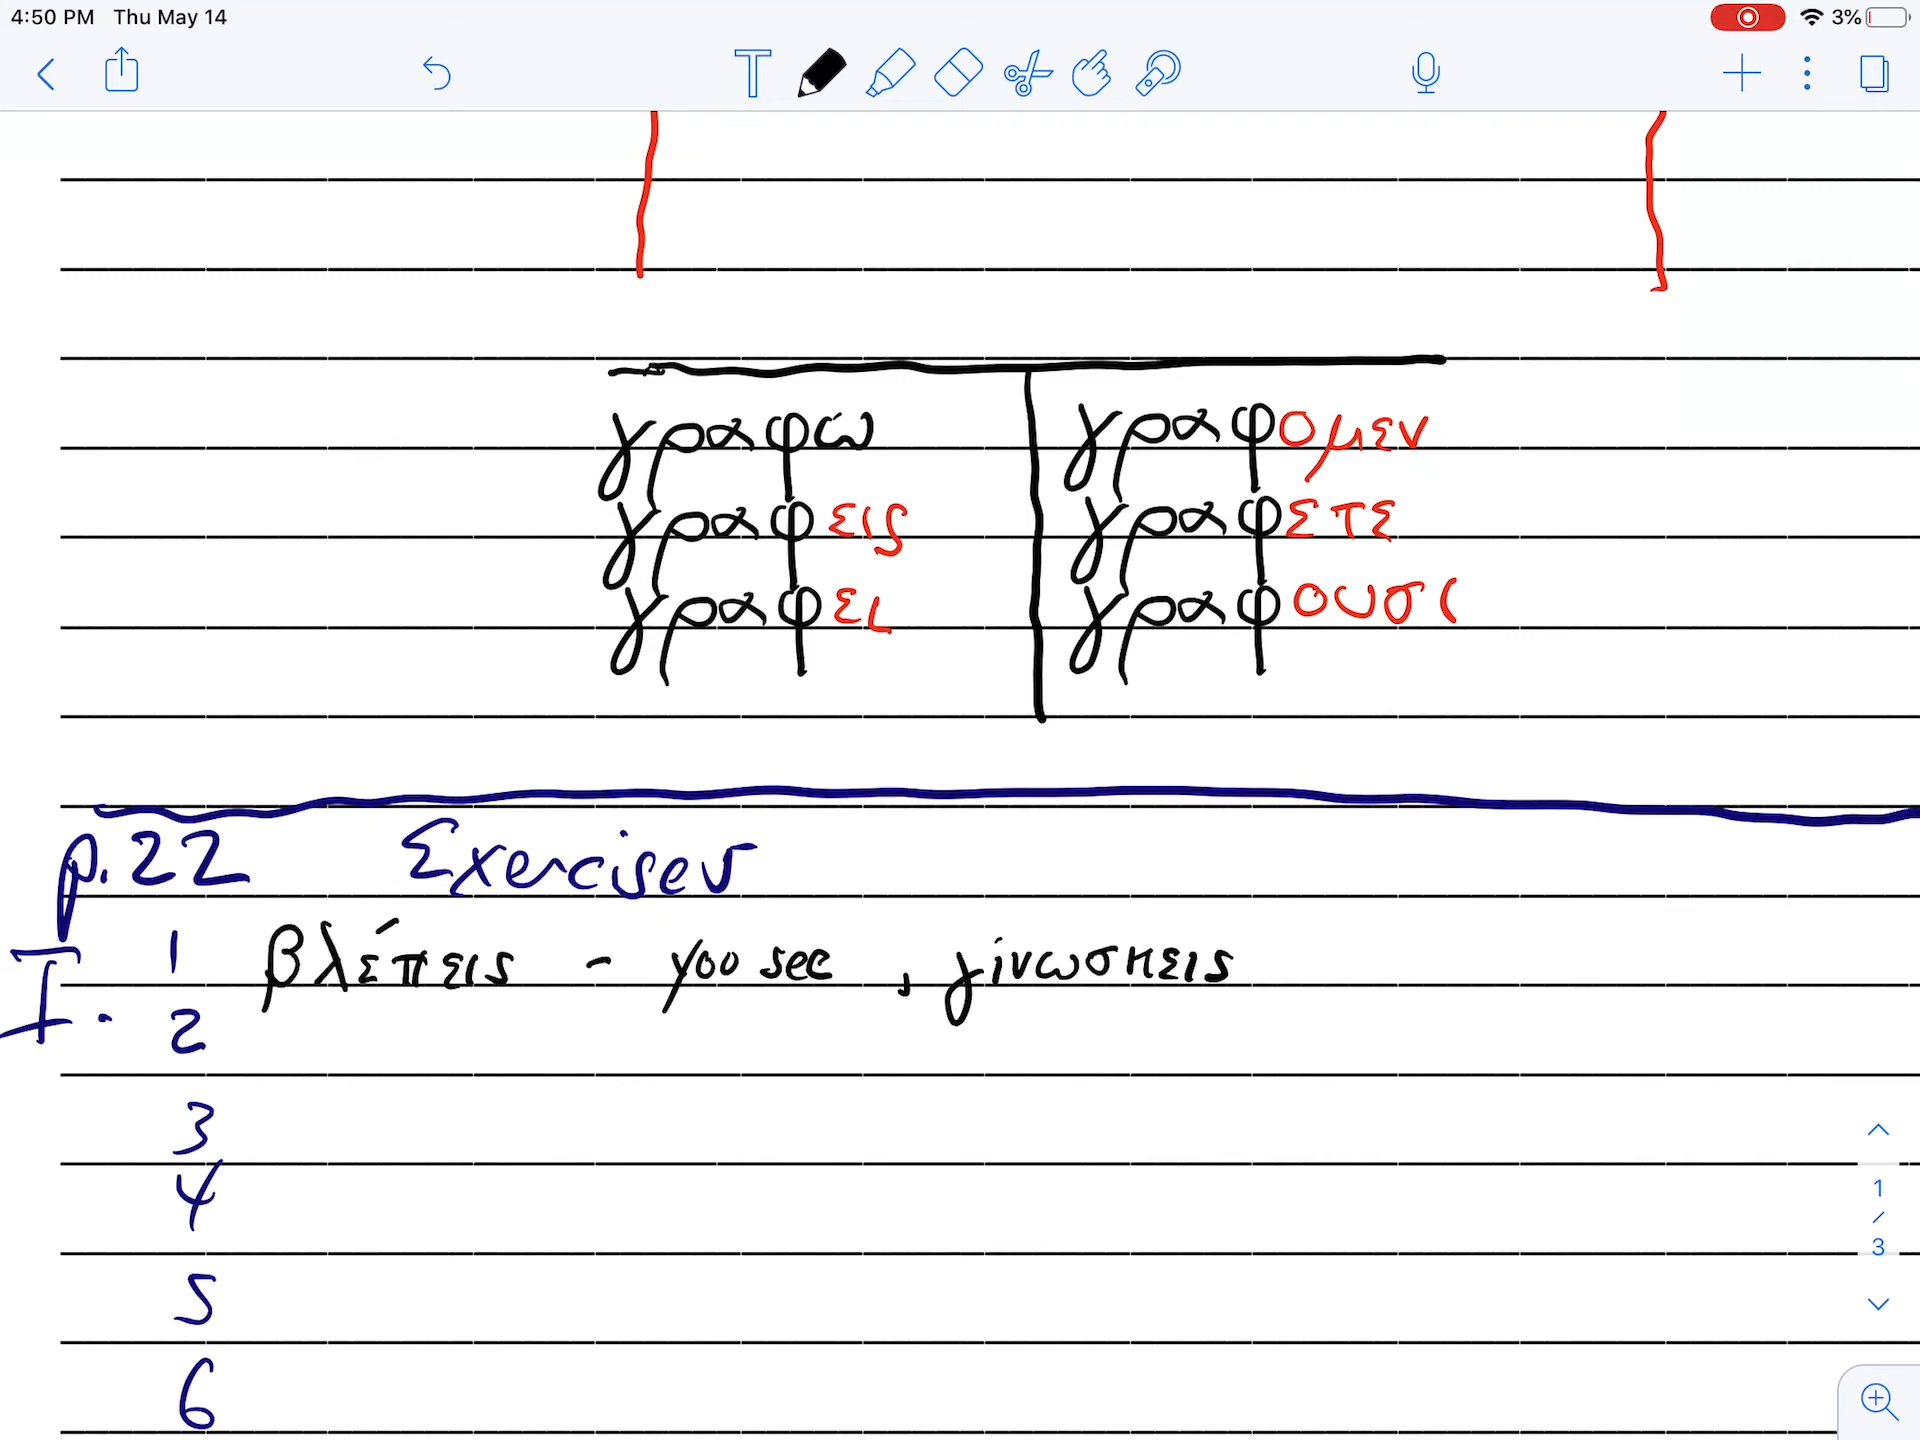 4:50 PM Thu May 14 3%
γραφω γραφομεν
γραφεις γραφετε
γραφει γραφουσι
p.22 Exercises
I. 1 βλέπεις - you see, γίνωσκεις
2
3
4
5
6
1
/
3